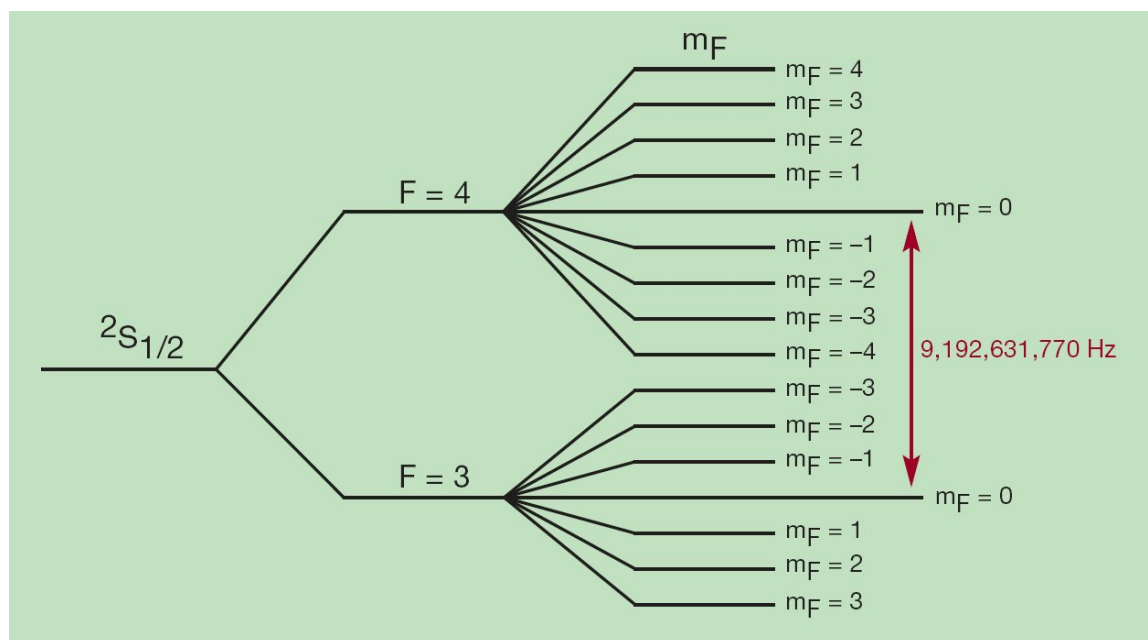 mF
mF = 4
mF = 3
mF = 2
mF = 1
F = 4
mF = 0
mF = –1
mF = –2
mF = –3
2S1/2
mF = –4
9,192,631,770 Hz
mF = –3
mF = –2
mF = –1
F = 3
mF = 0
mF = 1
mF = 2
mF = 3